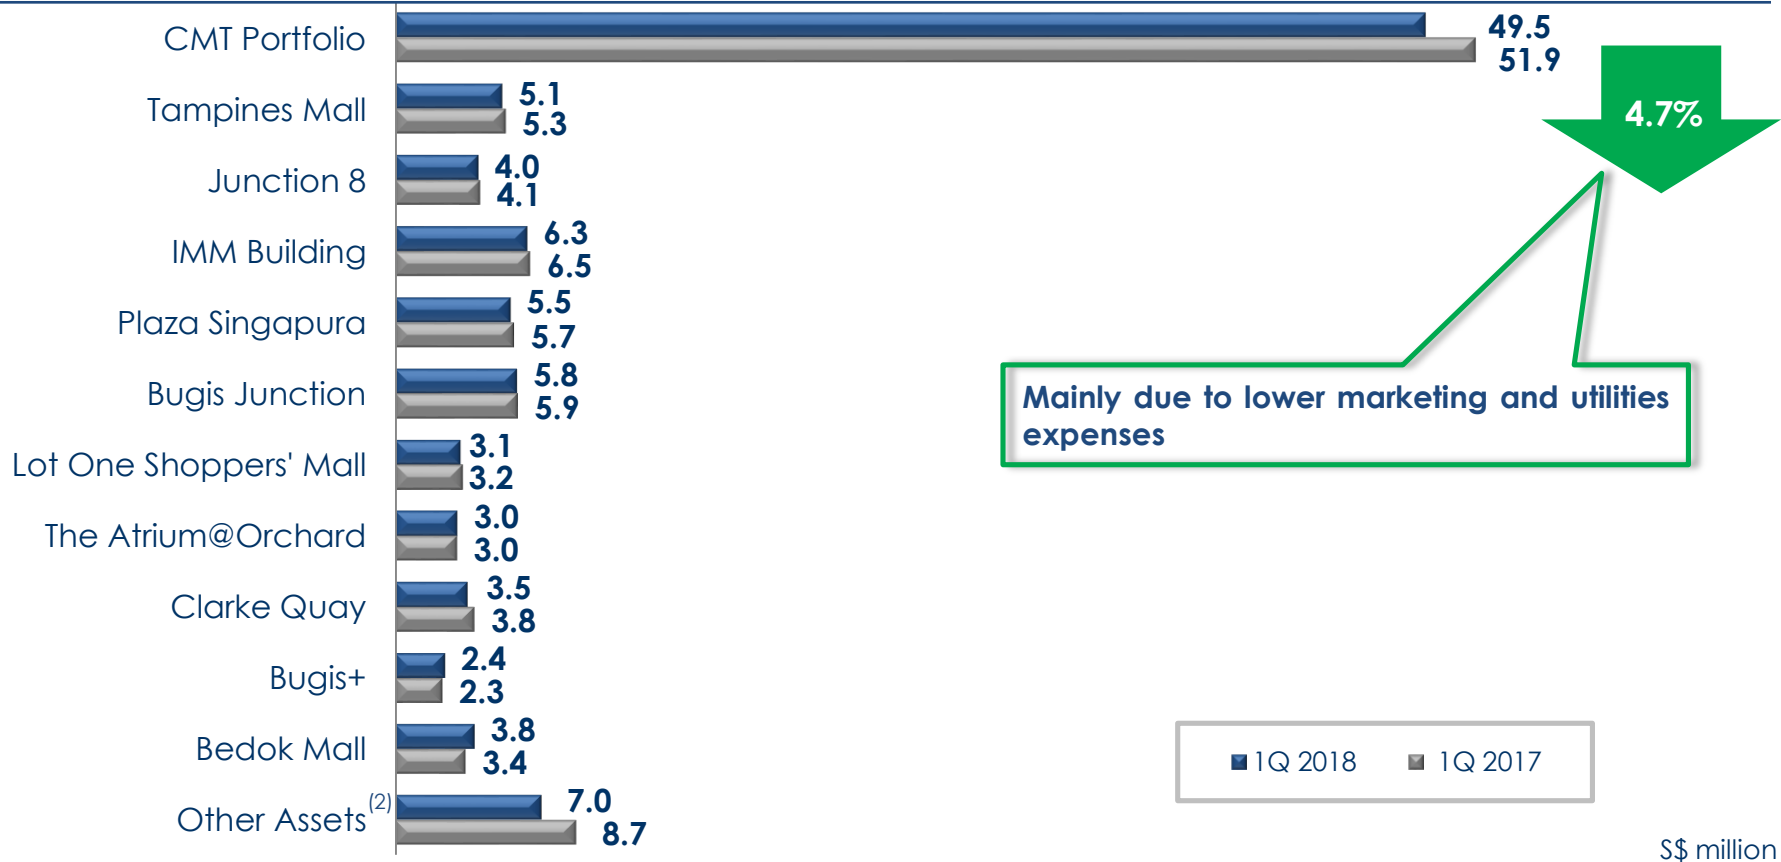 CMT Portfolio
49.5
51.9
4.7%
Tampines Mall
5.1
5.3
Junction 8
4.0
4.1
IMM Building
6.3
6.5
Plaza Singapura
5.5
5.7
Bugis Junction
5.8
5.9
Mainly due to lower marketing and utilities
expenses
Lot One Shoppers' Mall
3.1
3.2
The Atrium@Orchard
3.0
3.0
Clarke Quay
3.5
3.8
Bugis+
2.4
2.3
Bedok Mall
3.8
3.4
1Q 2018 1Q 2017
Other Assets(2)
7.0
8.7
S$ million